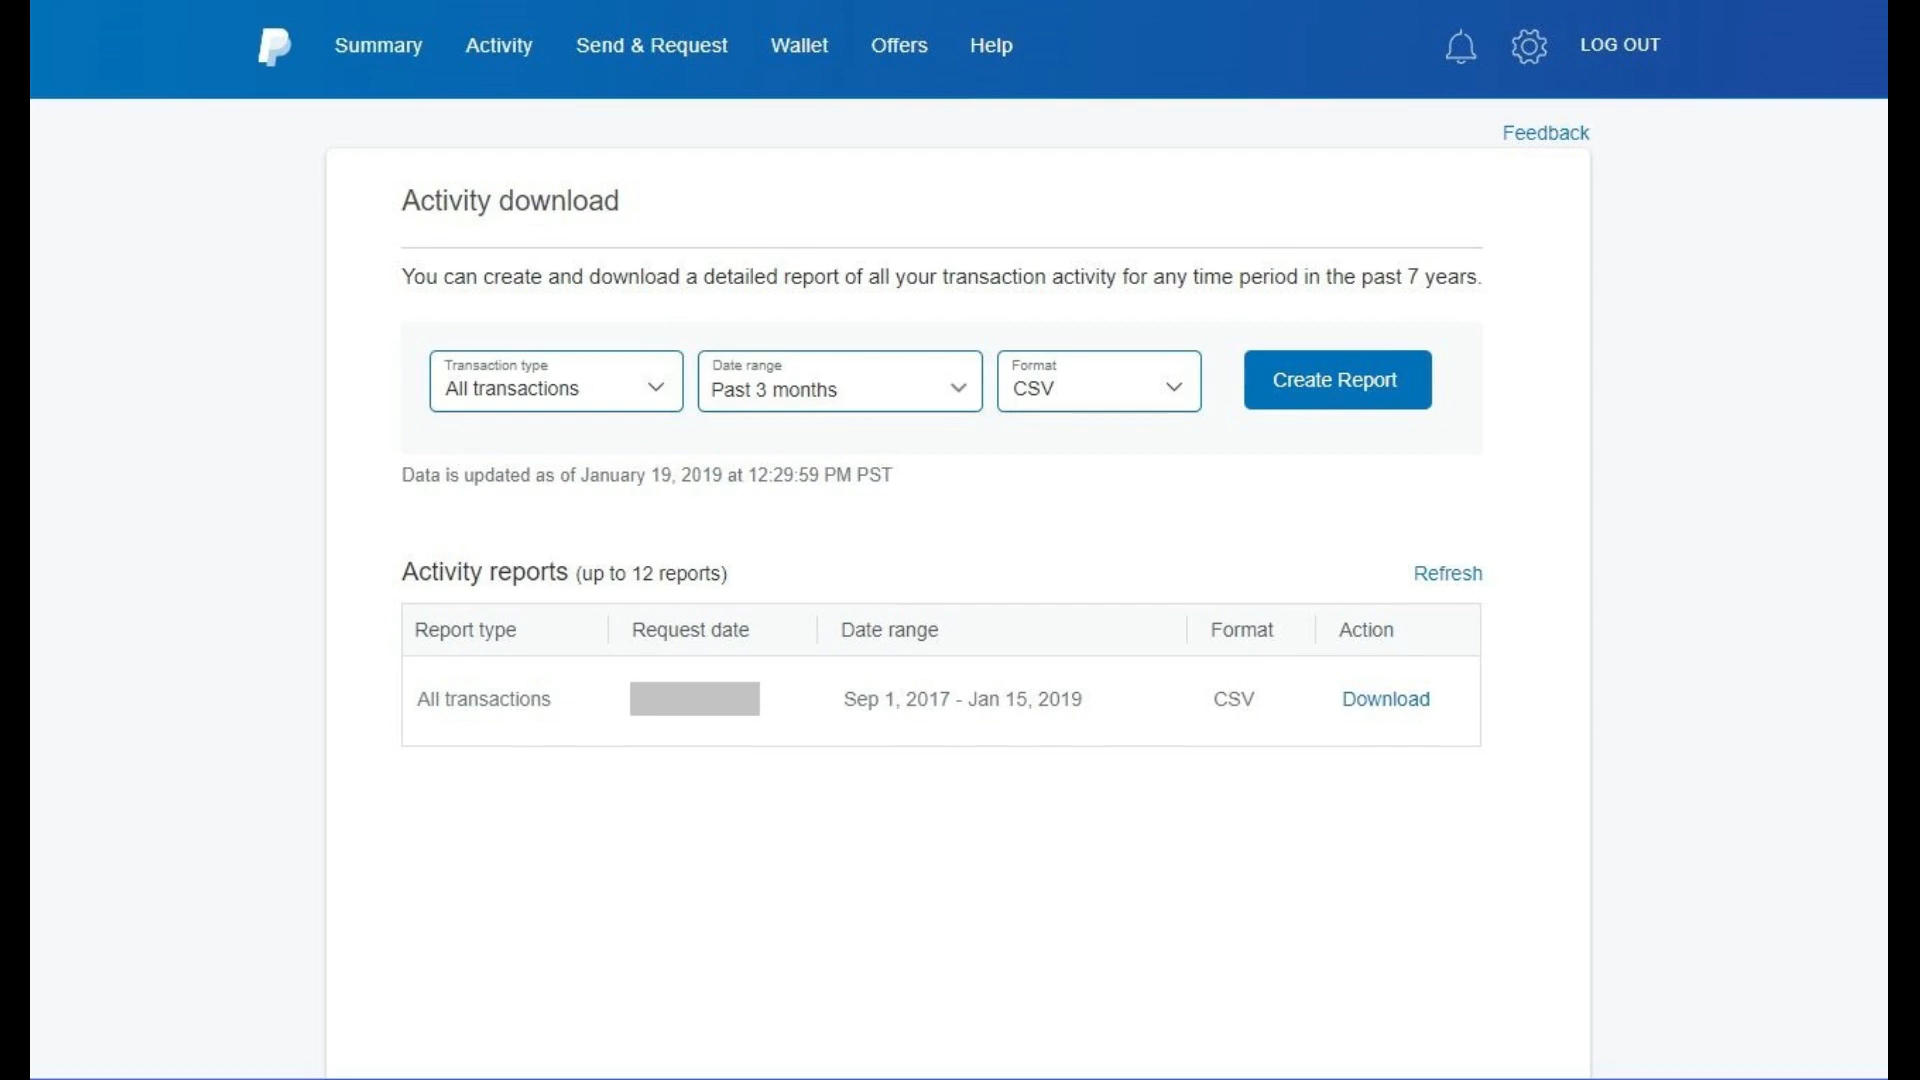 Summary Activity Send & Request Wallet Offers Help LOG OUT
Feedback
Activity download
You can create and download a detailed report of all your transaction activity for any time period in the past 7 years.
Transaction type Date range Format
All transactions Past 3 months CSV Create Report
Data is updated as of January 19, 2019 at 12:29:59 PM PST
Activity reports (up to 12 reports) Refresh
Report type Request date Date range Format Action
All transactions Sep 1, 2017 - Jan 15, 2019 CSV Download